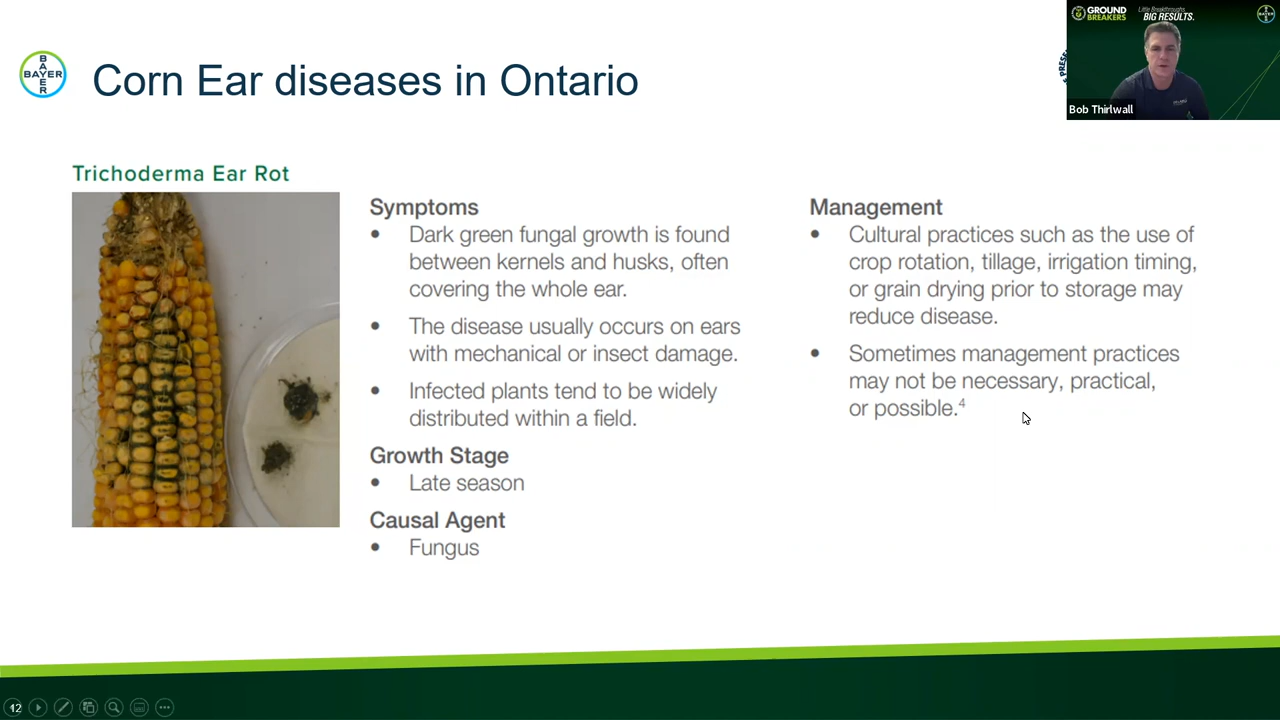 GROUND
BREAKERS
Little Breakthroughs.
BIG RESULTS.
BAYER
BAYER
Corn Ear diseases in Ontario
Bob Thirlwall
Trichoderma Ear Rot
Symptoms
• Dark green fungal growth is found
between kernels and husks, often
covering the whole ear.
• The disease usually occurs on ears
with mechanical or insect damage.
• Infected plants tend to be widely
distributed within a field.
Growth Stage
• Late season
Causal Agent
• Fungus
Management
• Cultural practices such as the use of
crop rotation, tillage, irrigation timing,
or grain drying prior to storage may
reduce disease.
• Sometimes management practices
may not be necessary, practical,
or possible.4
12